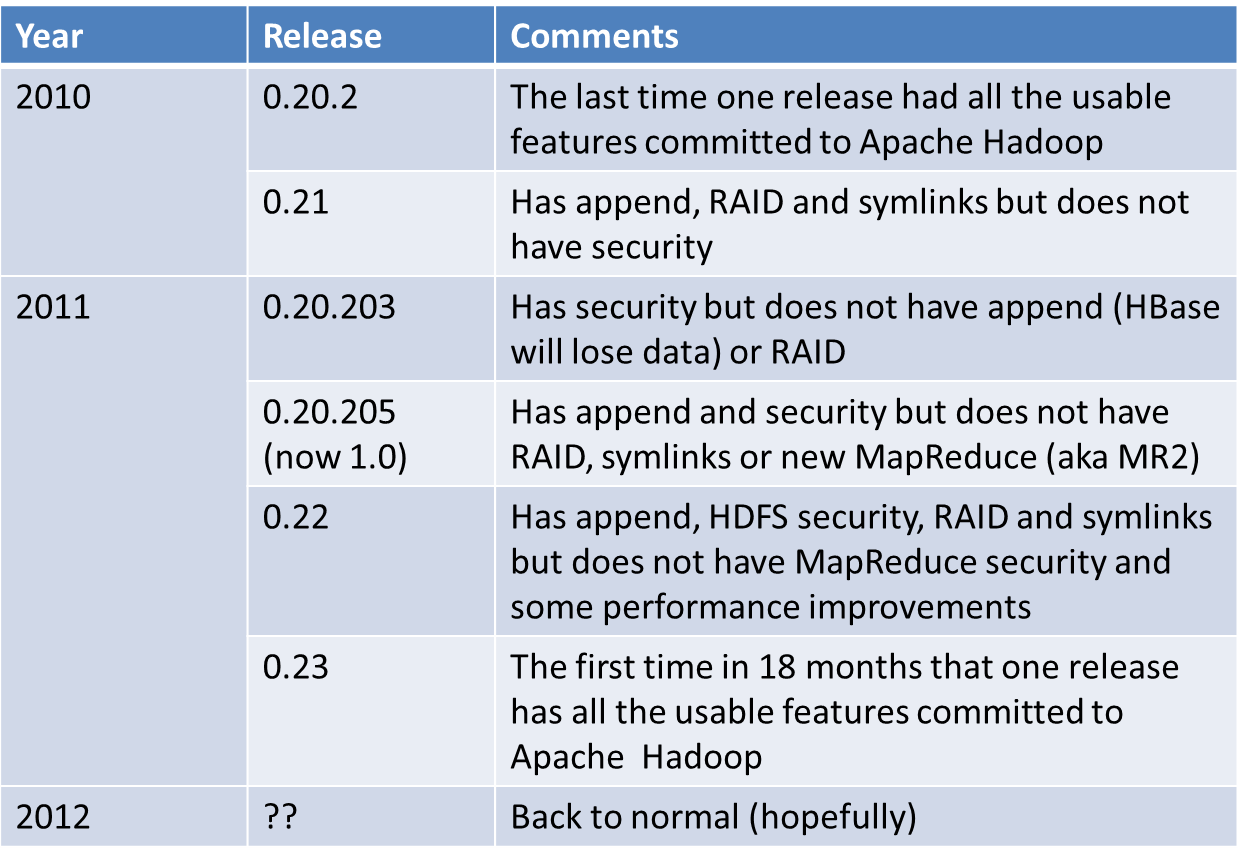 Year Release Comments
2010 0.20.2 The last time one release had all the usable
features committed to Apache Hadoop
0.21 Has append, RAID and symlinks but does not
have security
2011 0.20.203 Has security but does not have append (HBase
will lose data) or RAID
0.20.205 Has append and security but does not have
(now 1.0) RAID, symlinks or new MapReduce (aka MR2)
0.22 Has append, HDFS security, RAID and symlinks
but does not have MapReduce security and
some performance improvements
0.23 The first time in 18 months that one release
has all the usable features committed to
Apache Hadoop
2012 ?? Back to normal (hopefully)